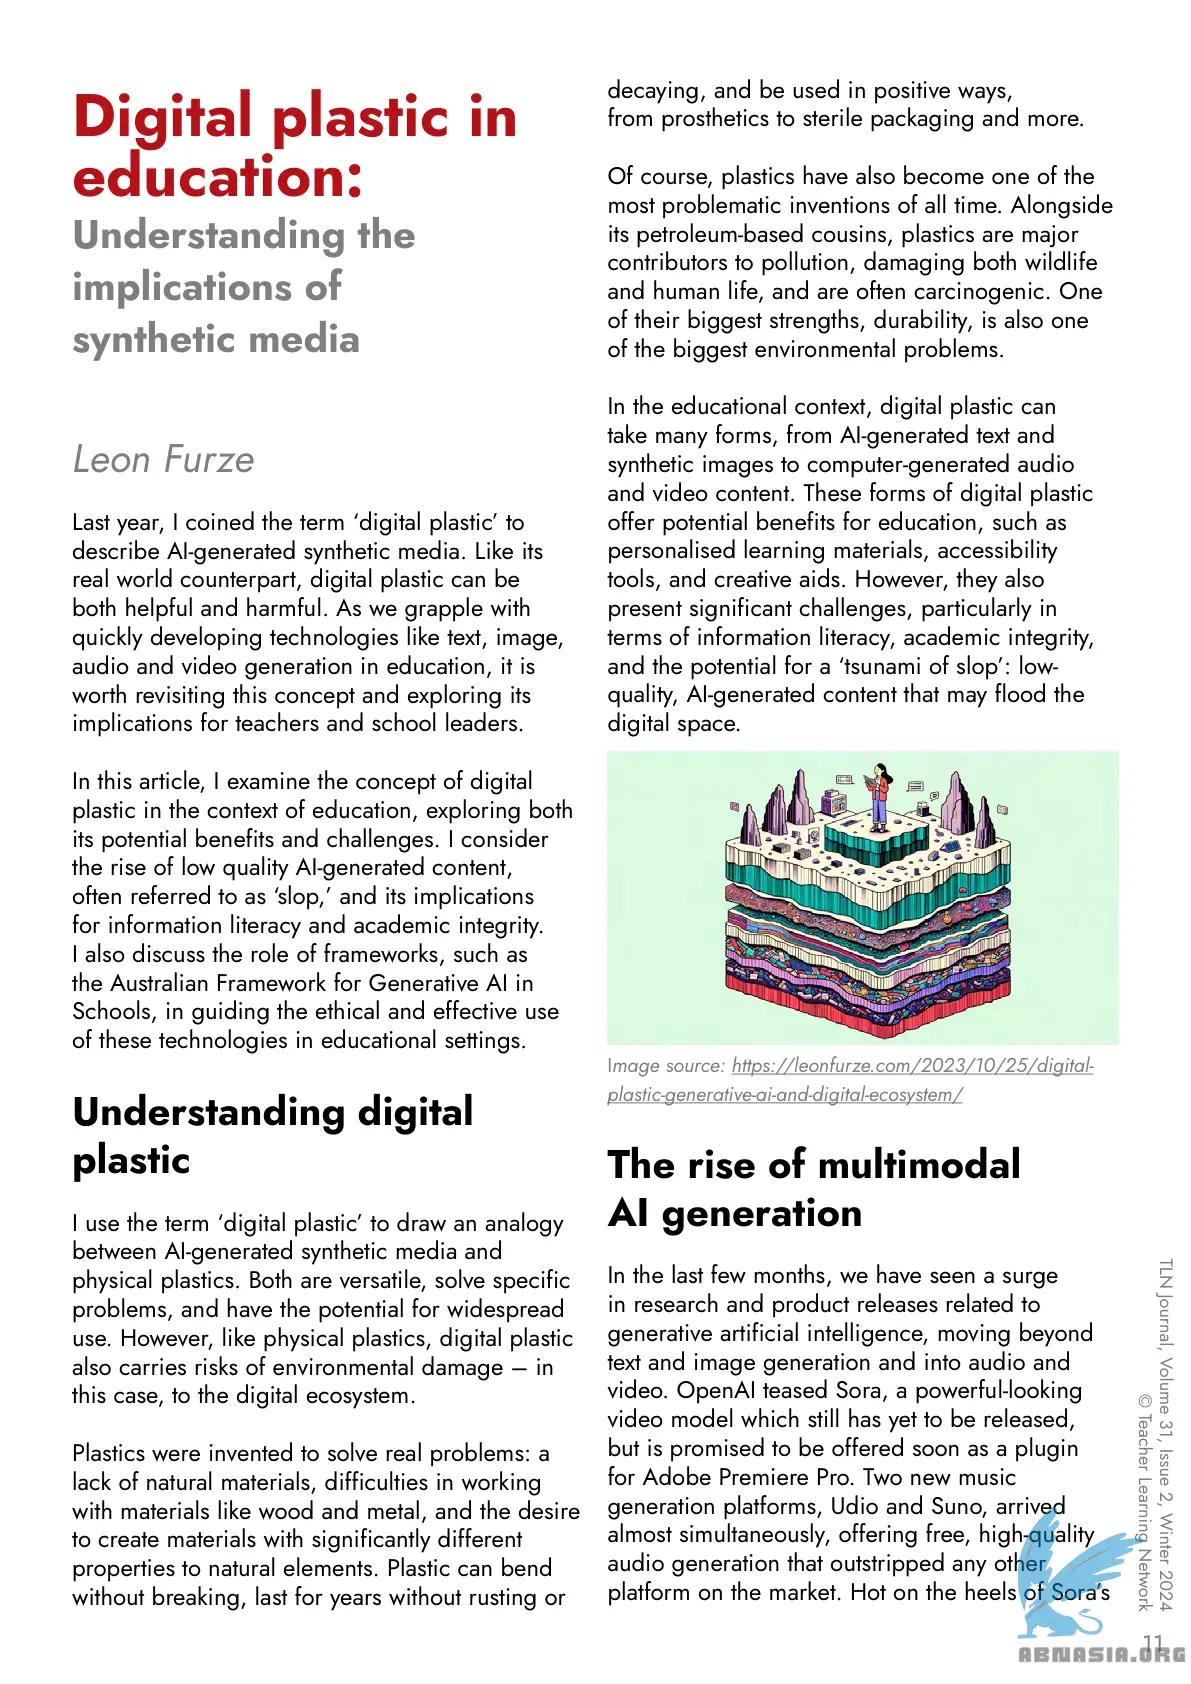 Digital plastic in
education:
Understanding the
implications of
synthetic media
Leon Furze
Last year, I coined the term ‘digital plastic’ to
describe AI-generated synthetic media. Like its
real world counterpart, digital plastic can be
both helpful and harmful. As we grapple with
quickly developing technologies like text, image,
audio and video generation in education, it is
worth revisiting this concept and exploring its
implications for teachers and school leaders.
In this article, I examine the concept of digital
plastic in the context of education, exploring both
its potential benefits and challenges. I consider
the rise of low quality AI-generated content,
often referred to as ‘slop,’ and its implications
for information literacy and academic integrity.
I also discuss the role of frameworks, such as
the Australian Framework for Generative AI in
Schools, in guiding the ethical and effective use
of these technologies in educational settings.
Understanding digital
plastic
I use the term ‘digital plastic’ to draw an analogy
between AI-generated synthetic media and
physical plastics. Both are versatile, solve specific
problems, and have the potential for widespread
use. However, like physical plastics, digital plastic
also carries risks of environmental damage – in
this case, to the digital ecosystem.
Plastics were invented to solve real problems: a
lack of natural materials, difficulties in working
with materials like wood and metal, and the desire
to create materials with significantly different
properties to natural elements. Plastic can bend
without breaking, last for years without rusting or
decaying, and be used in positive ways,
from prosthetics to sterile packaging and more.
Of course, plastics have also become one of the
most problematic inventions of all time. Alongside
its petroleum-based cousins, plastics are major
contributors to pollution, damaging both wildlife
and human life, and are often carcinogenic. One
of their biggest strengths, durability, is also one
of the biggest environmental problems.
In the educational context, digital plastic can
take many forms, from AI-generated text and
synthetic images to computer-generated audio
and video content. These forms of digital plastic
offer potential benefits for education, such as
personalised learning materials, accessibility
tools, and creative aids. However, they also
present significant challenges, particularly in
terms of information literacy, academic integrity,
and the potential for a ‘tsunami of slop’: low-
quality, AI-generated content that may flood the
digital space.
Image source: https://leonfurze.com/2023/10/25/digital-
plastic-generative-ai-and-digital-ecosystem/
The rise of multimodal
AI generation
In the last few months, we have seen a surge
in research and product releases related to
generative artificial intelligence, moving beyond
text and image generation and into audio and
video. OpenAI teased Sora, a powerful-looking
video model which still has yet to be released,
but is promised to be offered soon as a plugin
for Adobe Premiere Pro. Two new music
generation platforms, Udio and Suno, arrived
almost simultaneously, offering free, high-quality
audio generation that outstripped any other
platform on the market. Hot on the heels of Sora’s
TLN Journal, Volume 31, Issue 2, Winter 2024
© Teacher Learning Network
11
ABNASIA.ORG